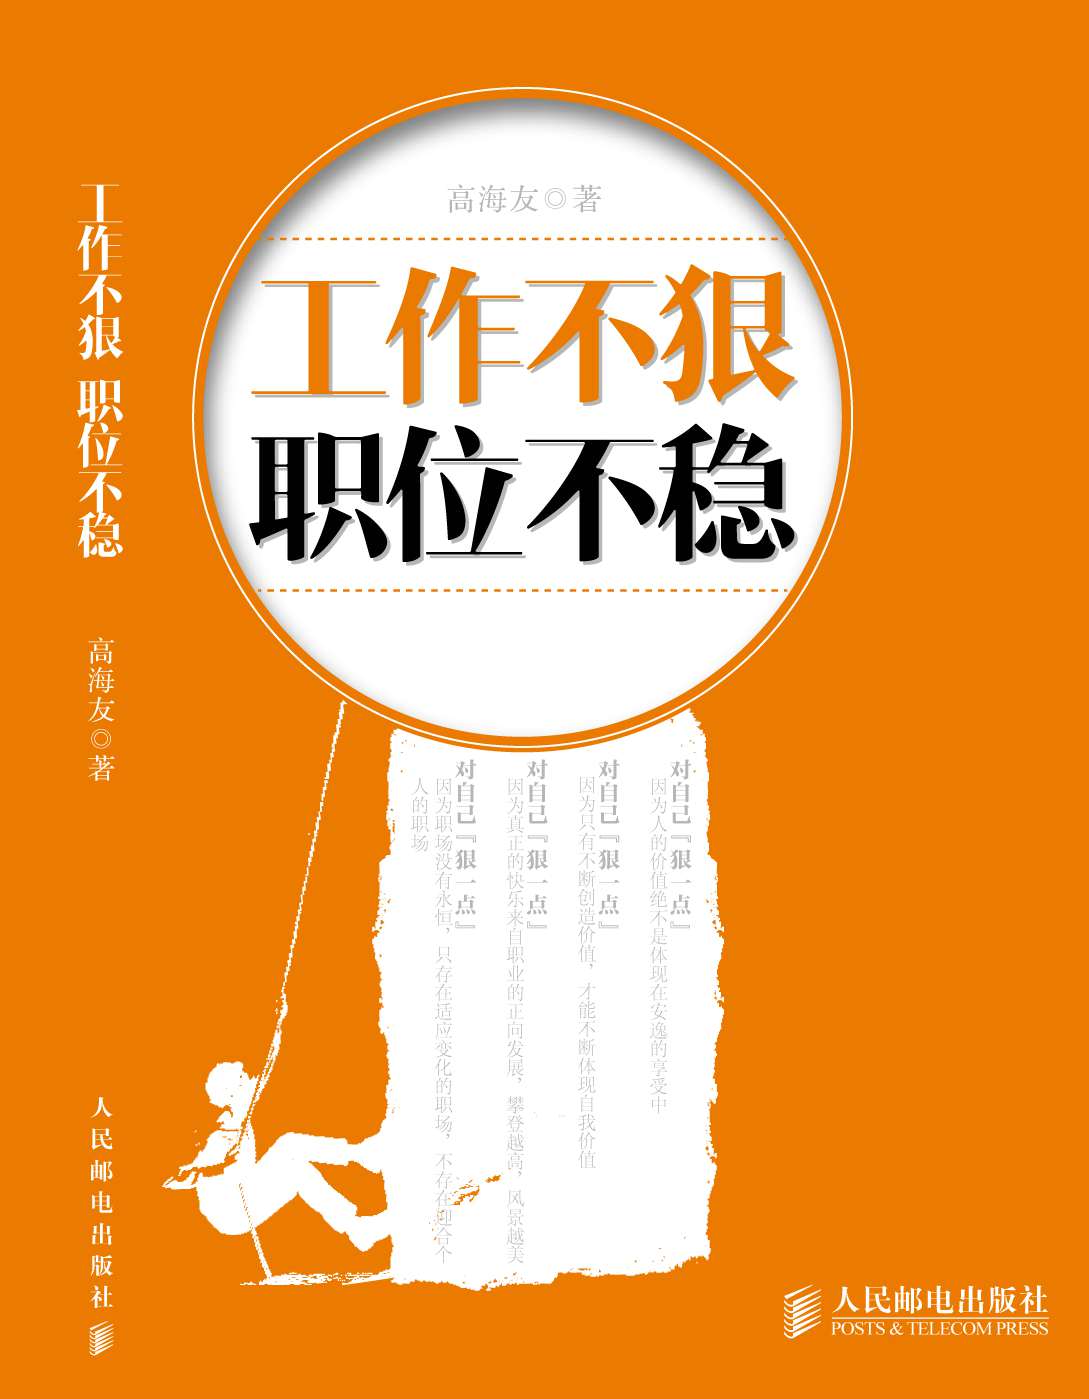 高海友◎著
工作不狠
职位不稳
对自己『狠一点』
因为人的价值绝不是体现在安逸的享受中
对自己『狠一点』
因为只有不断创造价值，才能不断体现自我价值
对自己『狠一点』
因为真正的快乐来自职业的正向发展，攀登越高，风景越美
对自己『狠一点』
因为职场没有永恒，只存在适应变化的职场，不存在迎合个
人的职场
人民邮电出版社
POSTS & TELECOM PRESS
工作不狠 职位不稳
高海友◎著
人民邮电出版社